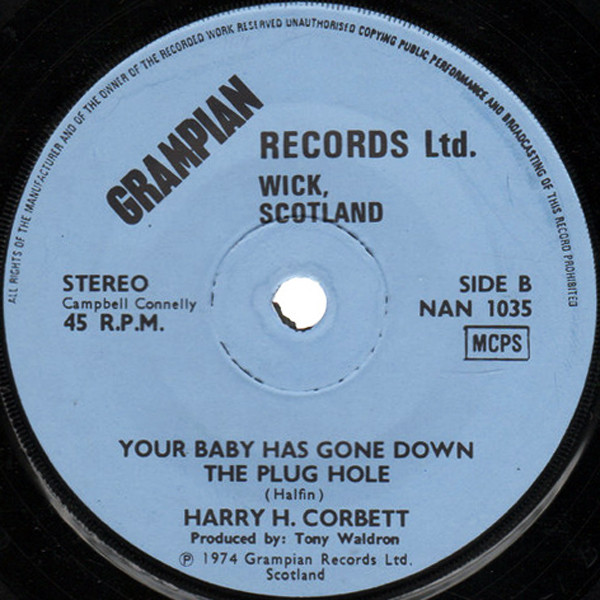 ALL RIGHTS OF THE MANUFACTURER AND OF THE OWNER OF THE RECORDED WORK RESERVED UNAUTHORISED COPYING PUBLIC PERFORMANCE AND BROADCASTING OF THIS RECORD PROHIBITED
GRAMPIAN
RECORDS Ltd.
WICK,
SCOTLAND
STEREO
Campbell Connelly
45 R.P.M.
SIDE B
NAN 1035
MCPS
YOUR BABY HAS GONE DOWN
THE PLUG HOLE
(Halfin)
HARRY H. CORBETT
Produced by: Tony Waldron
℗ 1974 Grampian Records Ltd.
Scotland